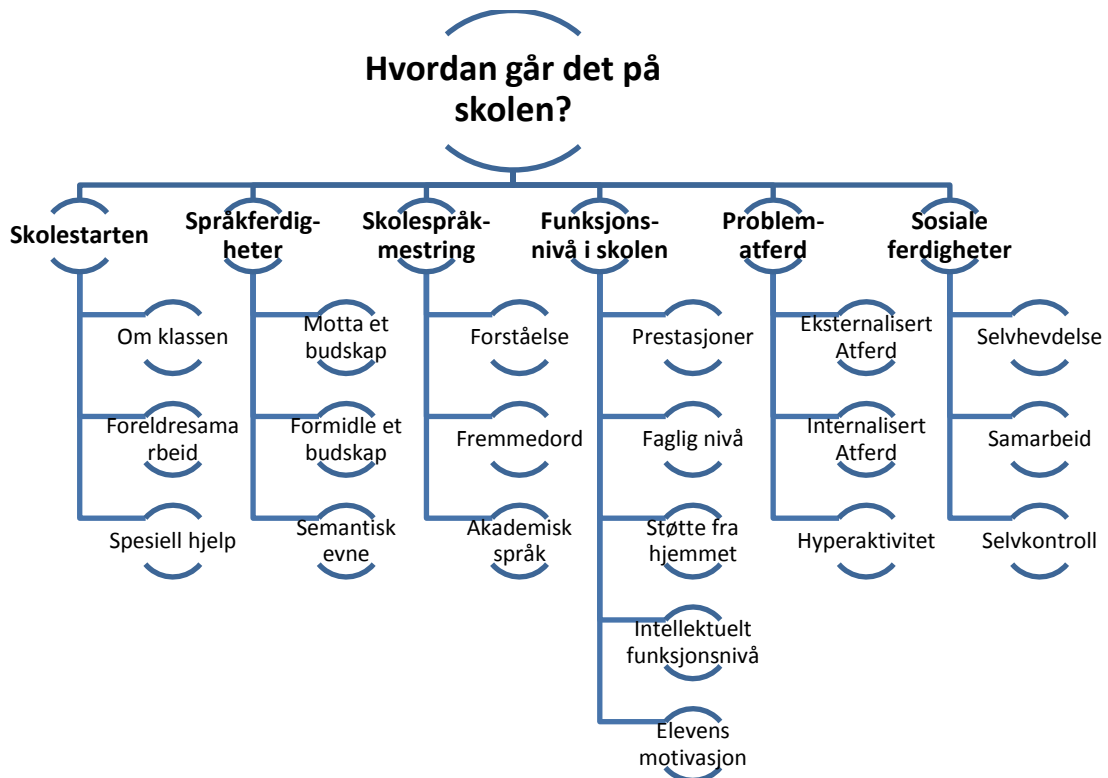 Hvordan går det på
skolen?
Skolestarten
Språkferdig-
heter
Skolespråk-
mestring
Funksjons-
nivå i skolen
Problem-
atferd
Sosiale
ferdigheter
Om klassen
Foreldresama
rbeid
Spesiell hjelp
Motta et
budskap
Formidle et
budskap
Semantisk
evne
Forståelse
Fremmedord
Akademisk
språk
Prestasjoner
Faglig nivå
Støtte fra
hjemmet
Intellektuelt
funksjonsnivå
Elevens
motivasjon
Eksternalisert
Atferd
Internalisert
Atferd
Hyperaktivitet
Selvhevdelse
Samarbeid
Selvkontroll